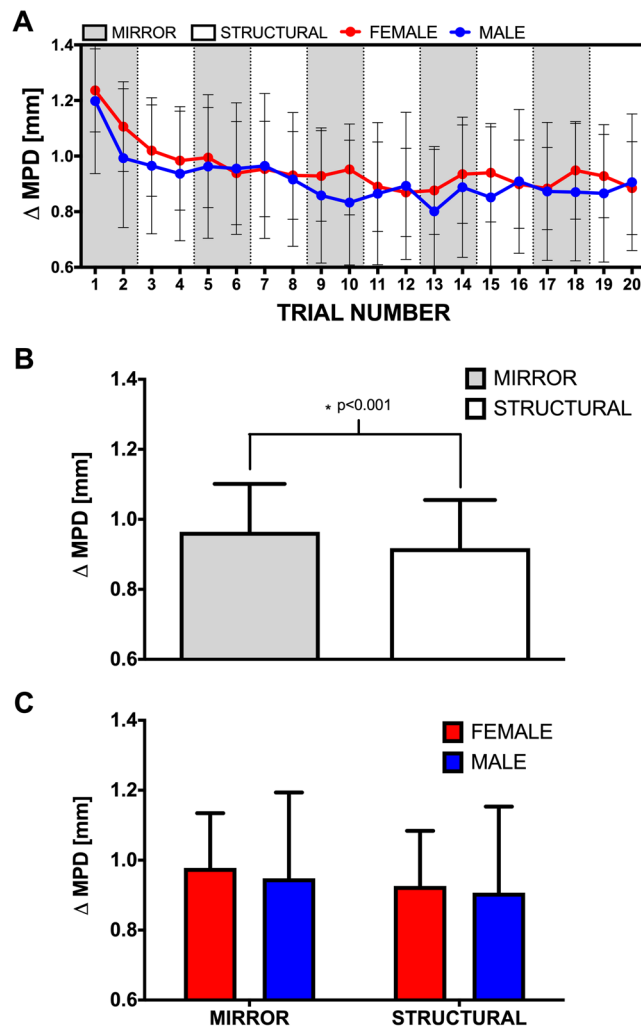 A
MIRROR STRUCTURAL FEMALE MALE
Δ MPD [mm]
1.4
1.2
1.0
0.8
0.6
1 2 3 4 5 6 7 8 9 10 11 12 13 14 15 16 17 18 19 20
TRIAL NUMBER
B
Δ MPD [mm]
1.4
1.2
1.0
0.8
0.6
MIRROR
STRUCTURAL
* p<0.001
C
Δ MPD [mm]
1.4
1.2
1.0
0.8
0.6
FEMALE
MALE
MIRROR STRUCTURAL